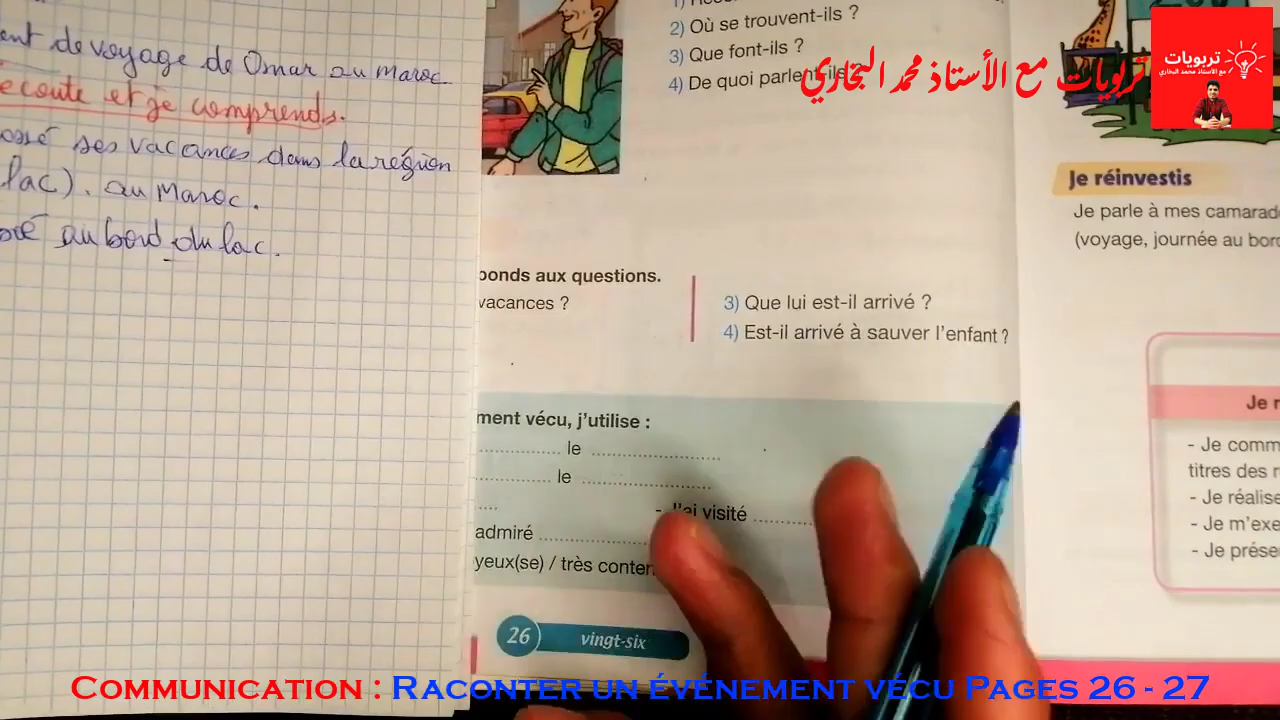 ent de voyage de Omar au maroc.
écoute et je comprends.
ses vacances dans la région
lac). au Maroc.
au bord du lac.
2) Où se trouvent-ils ?
3) Que font-ils ?
4) De quoi parlent-ils ?
تربويات مع الأستاذ محمد البخاري
تربويات
مع الأستاذ محمد البخاري
Je réinvestis
Je parle à mes camarad
(voyage, journée au bor
ponds aux questions.
vacances ?
3) Que lui est-il arrivé ?
4) Est-il arrivé à sauver l'enfant ?
ment vécu, j'utilise :
.................. le ........................
.................. le ........................
.... - J'ai visité ............
admiré ......................
yeux(se) / très conten
Je r
- Je comm
titres des r
- Je réalise
- Je m'exe
- Je prése
26 vingt-six
Communication : Raconter un événement vécu Pages 26 - 27